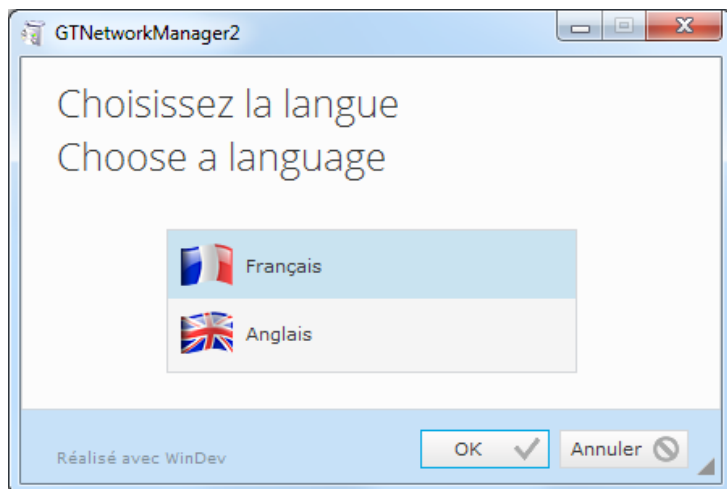 GTNetworkManager2
Choisissez la langue
Choose a language
Français
Anglais
Réalisé avec WinDev
OK
Annuler